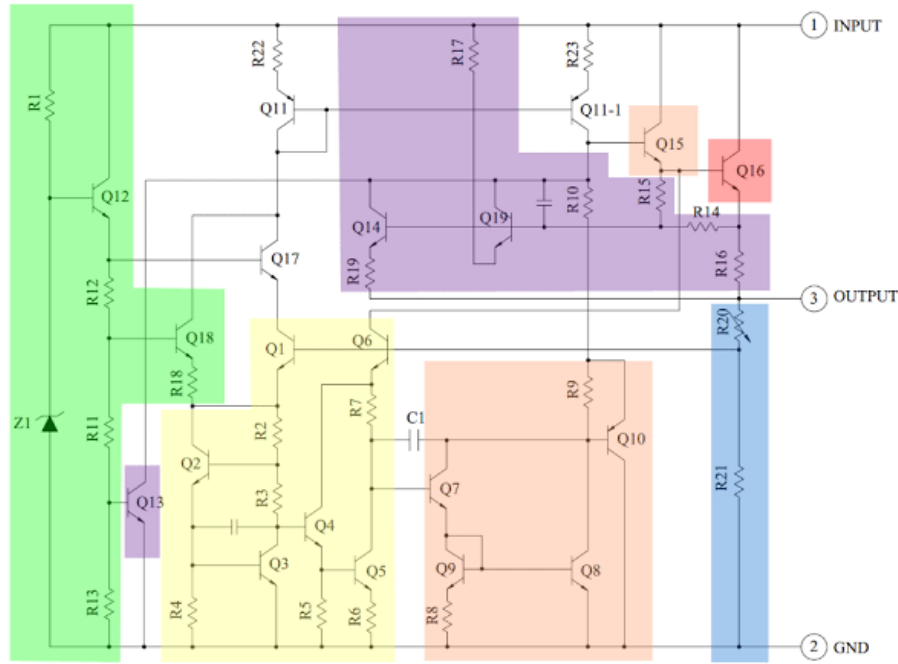 1 INPUT
R22
R17
R23
R1
Q11
Q11-1
Q15
Q16
Q12
R10
R15
Q14
Q19
R14
Q17
R19
R16
R12
3 OUTPUT
R20
Q18
Q1
Q6
R18
R9
R7
C1
Z1
R11
R2
Q10
Q2
Q7
R21
R3
Q13
Q4
Q3
Q5
Q9
Q8
R13
R4
R5
R6
R8
2 GND